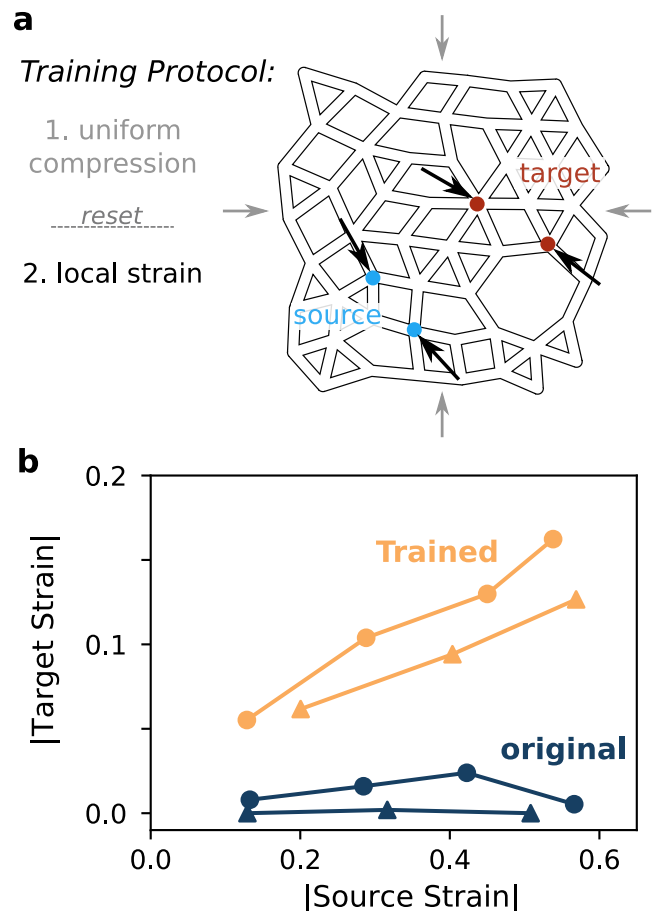 a
Training Protocol:
1. uniform
compression
reset
2. local strain
target
source
b
0.2
0.1
0.0
|Target Strain|
Trained
original
0.0
0.2
0.4
0.6
|Source Strain|